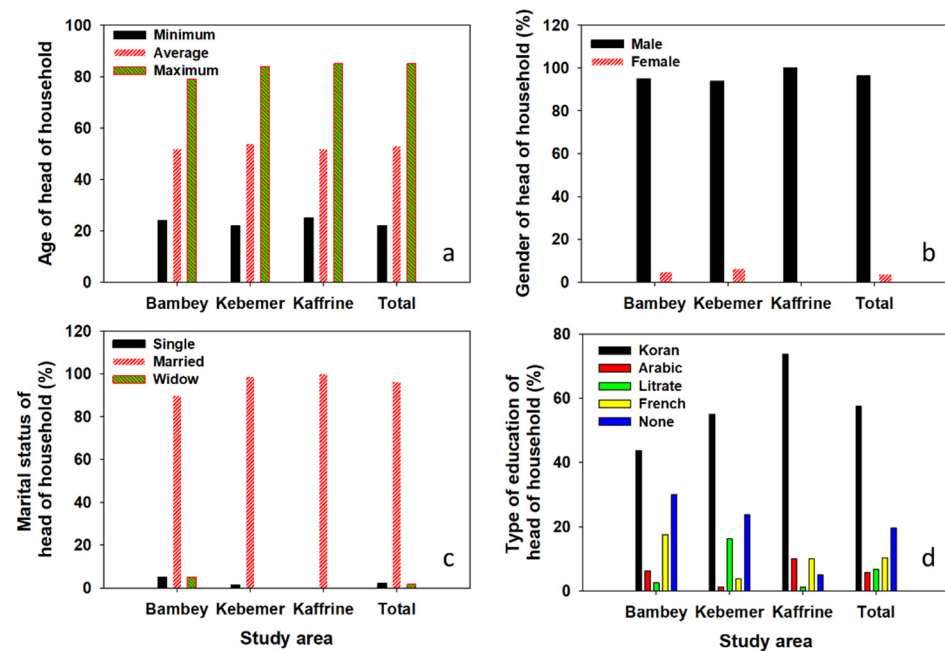 Age of head of household
100
80
60
40
20
0
Minimum
Average
Maximum
a
Bambey Kebemer Kaffrine Total
Gender of head of household (%)
120
100
80
60
40
20
0
Male
Female
b
Bambey Kebemer Kaffrine Total
Marital status of
head of household (%)
120
100
80
60
40
20
0
Single
Married
Widow
c
Bambey Kebemer Kaffrine Total
Study area
Type of education of
head of household (%)
80
60
40
20
0
Koran
Arabic
Litrate
French
None
d
Bambey Kebemer Kaffrine Total
Study area